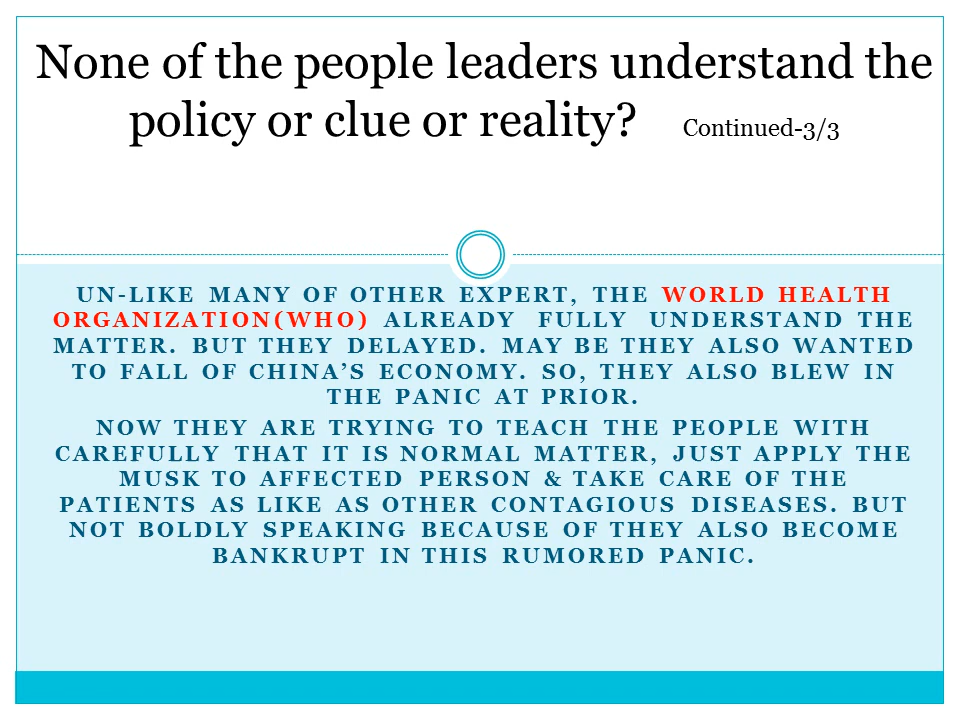 None of the people leaders understand the
policy or clue or reality? Continued-3/3
UN-LIKE MANY OF OTHER EXPERT, THE WORLD HEALTH
ORGANIZATION(WHO) ALREADY FULLY UNDERSTAND THE
MATTER. BUT THEY DELAYED. MAY BE THEY ALSO WANTED
TO FALL OF CHINA’S ECONOMY. SO, THEY ALSO BLEW IN
THE PANIC AT PRIOR.
NOW THEY ARE TRYING TO TEACH THE PEOPLE WITH
CAREFULLY THAT IT IS NORMAL MATTER, JUST APPLY THE
MUSK TO AFFECTED PERSON & TAKE CARE OF THE
PATIENTS AS LIKE AS OTHER CONTAGIOUS DISEASES. BUT
NOT BOLDLY SPEAKING BECAUSE OF THEY ALSO BECOME
BANKRUPT IN THIS RUMORED PANIC.